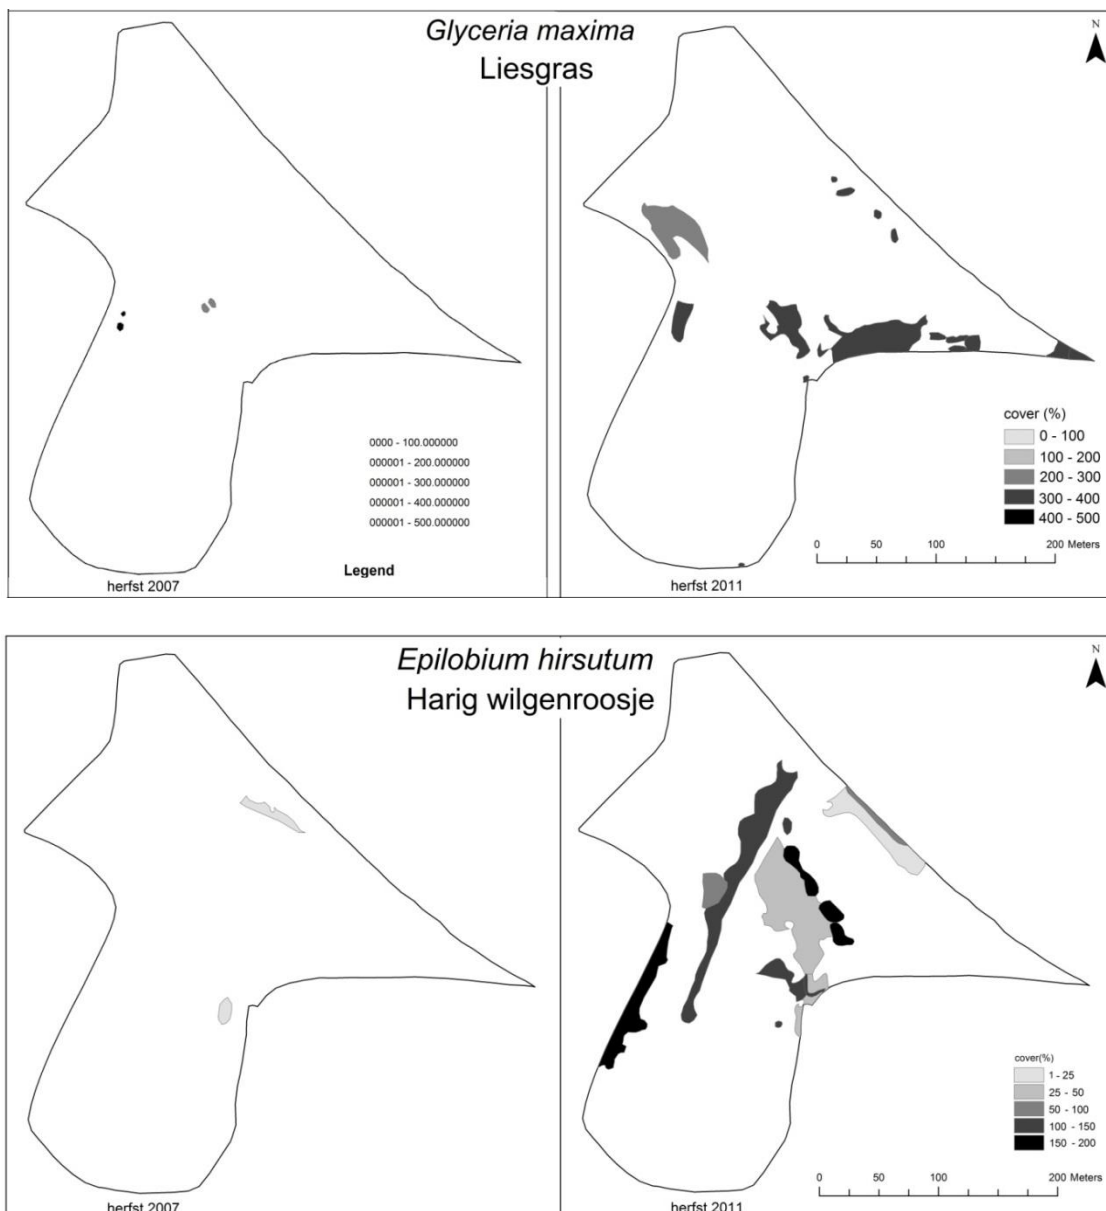 Glyceria maxima
Liesgras
N
0000 - 100.000000
000001 - 200.000000
000001 - 300.000000
000001 - 400.000000
000001 - 500.000000
Legend
herfst 2007
cover (%)
0 - 100
100 - 200
200 - 300
300 - 400
400 - 500
0 50 100 200 Meters
herfst 2011
Epilobium hirsutum
Harig wilgenroosje
N
herfst 2007
cover(%)
1 - 25
25 - 50
50 - 100
100 - 150
150 - 200
0 50 100 200 Meters
herfst 2011